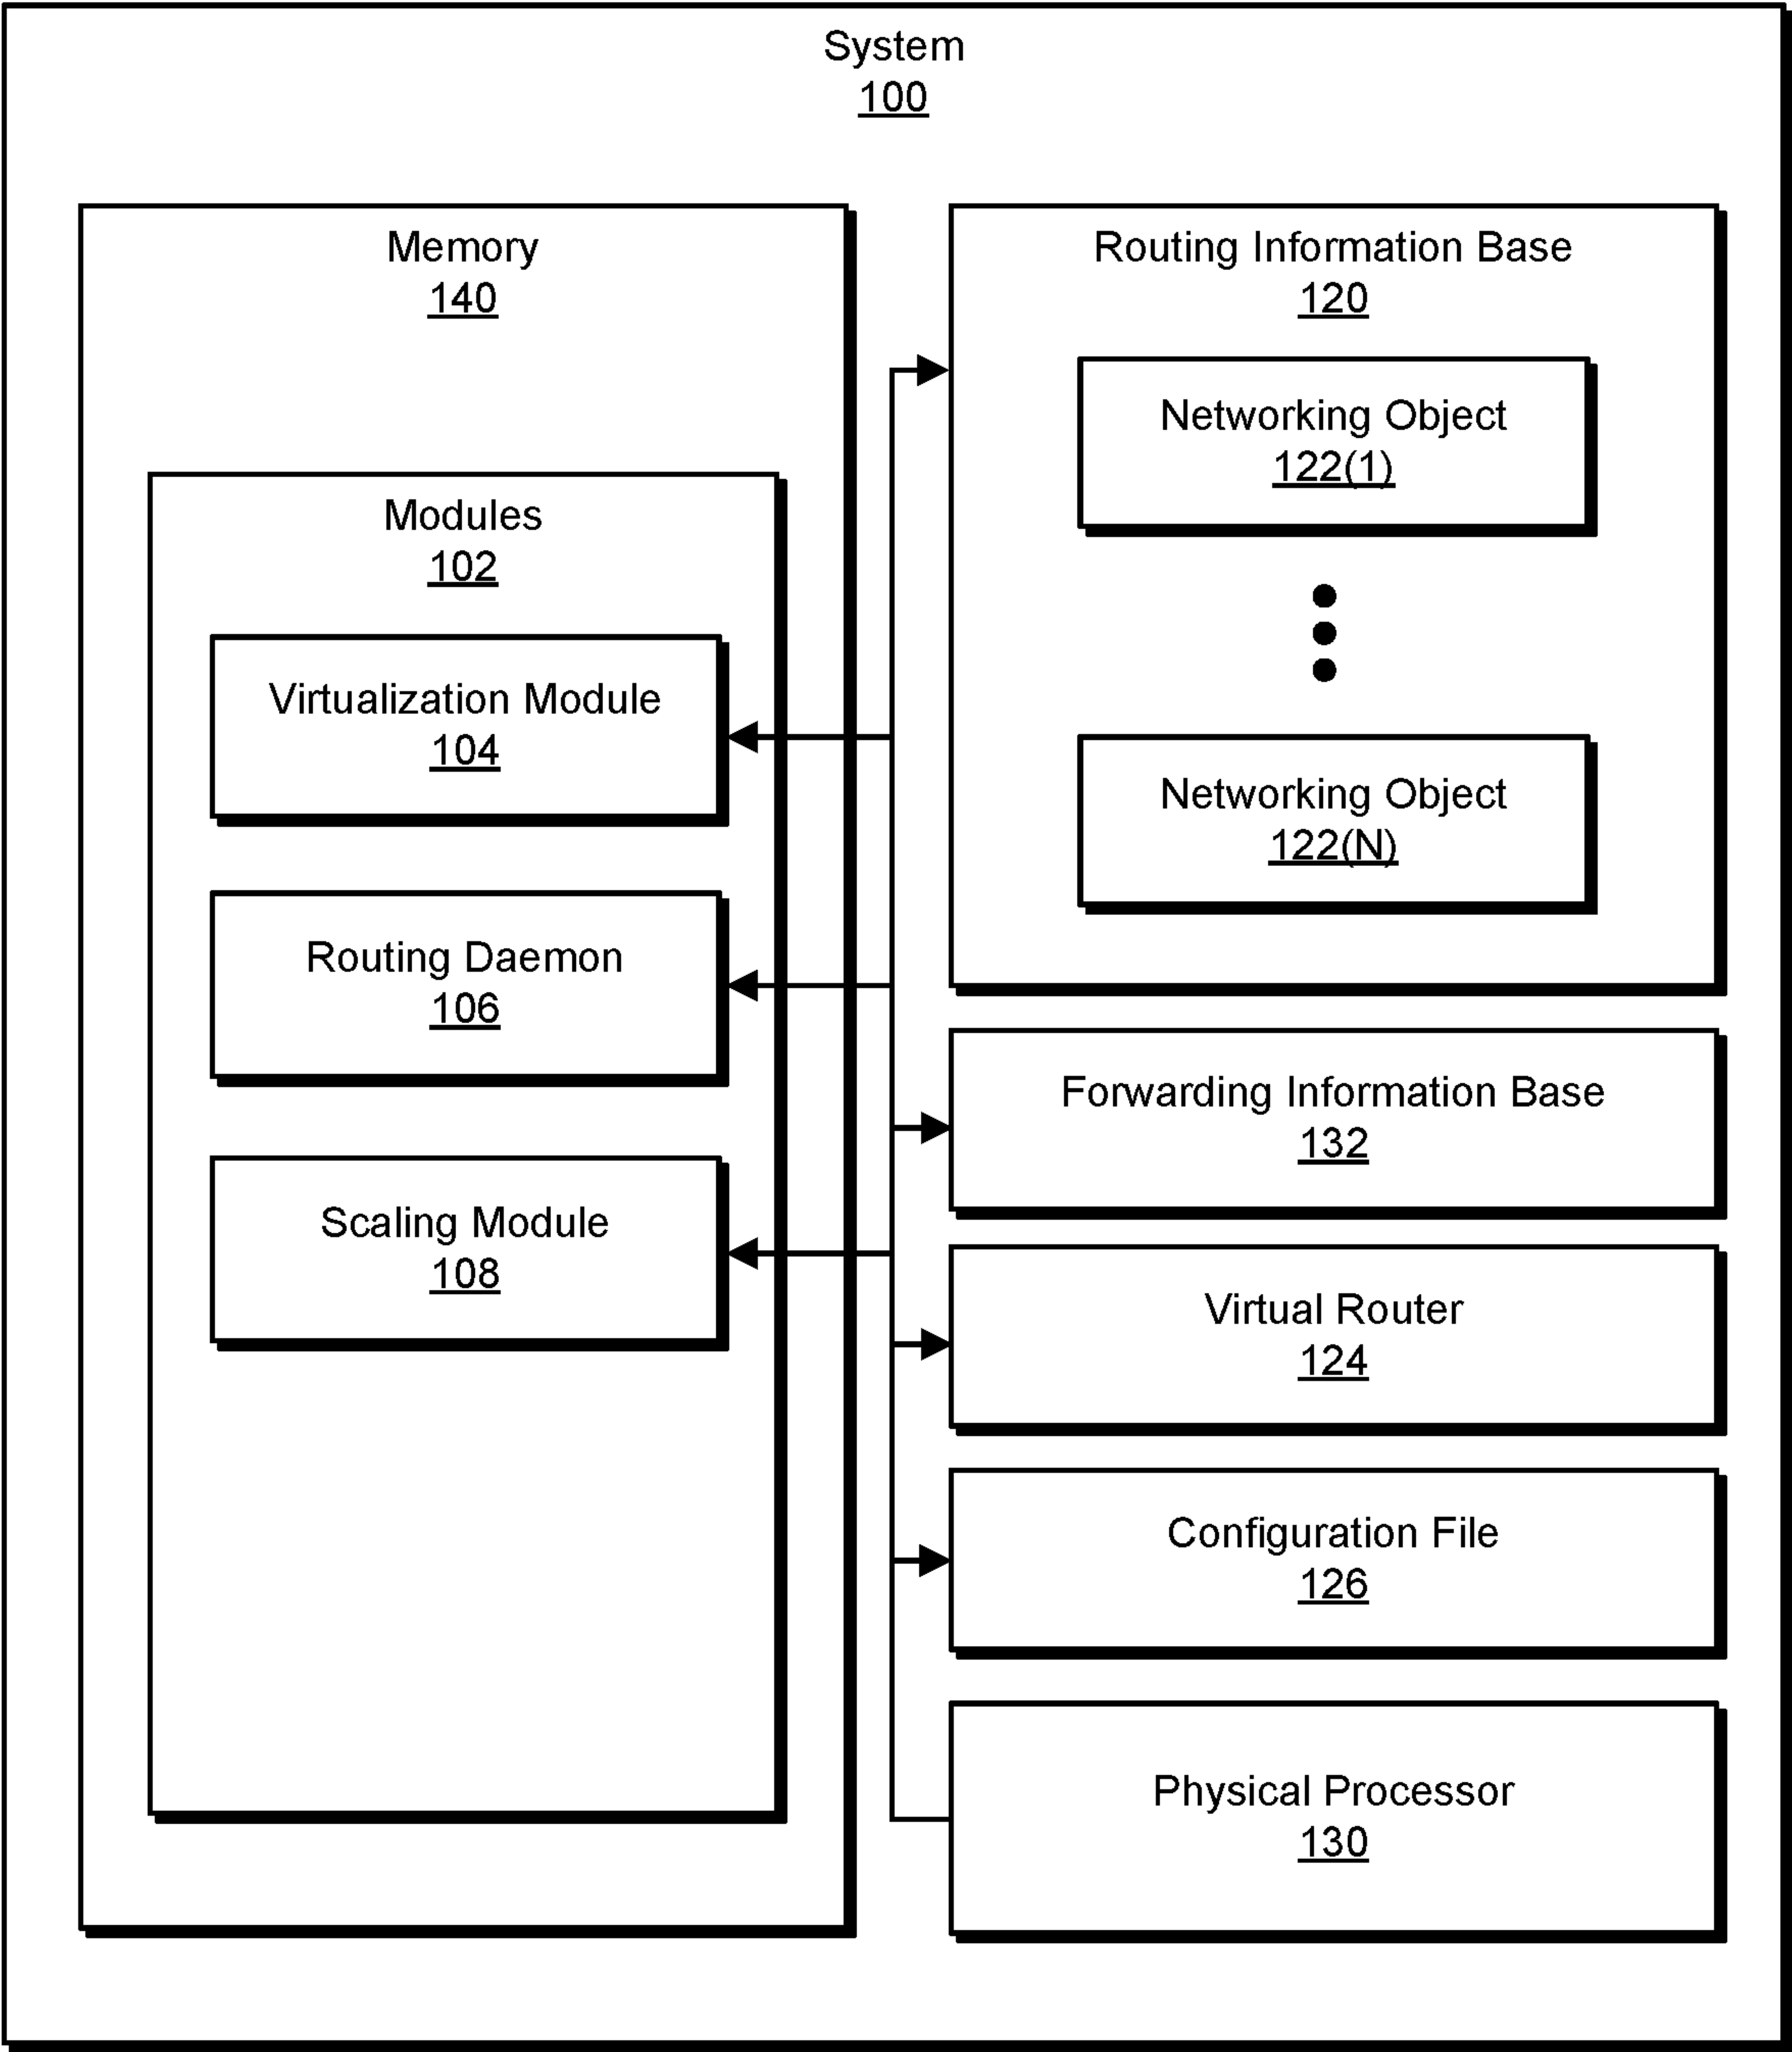 System
100
Memory
140
Modules
102
Virtualization Module
104
Routing Daemon
106
Scaling Module
108
Routing Information Base
120
Networking Object
122(1)
Networking Object
122(N)
Forwarding Information Base
132
Virtual Router
124
Configuration File
126
Physical Processor
130